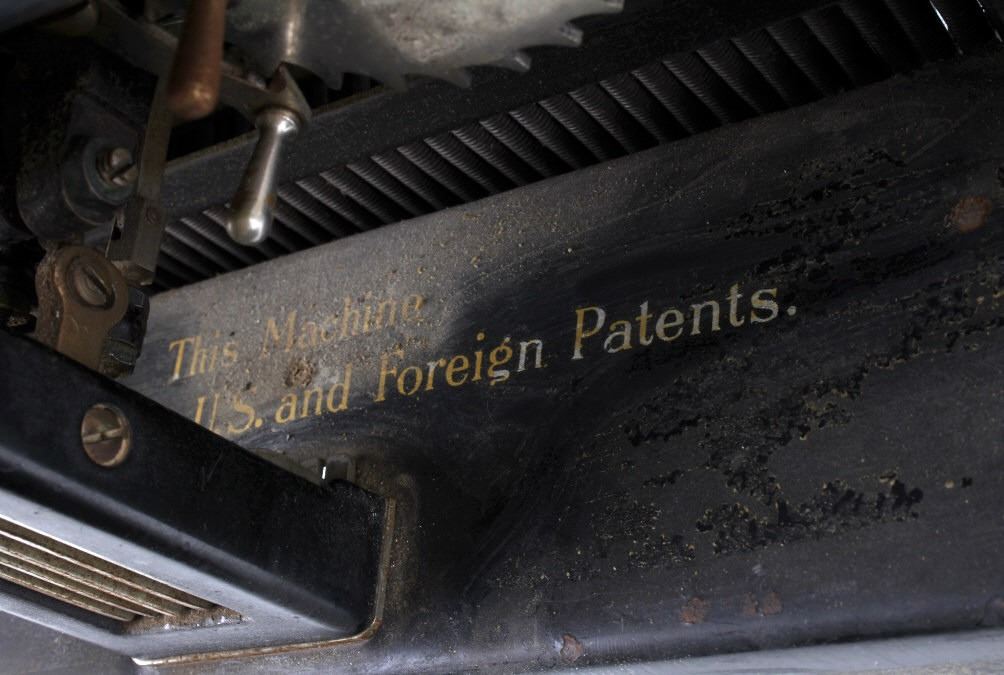 This Machine
U.S. and Foreign Patents.